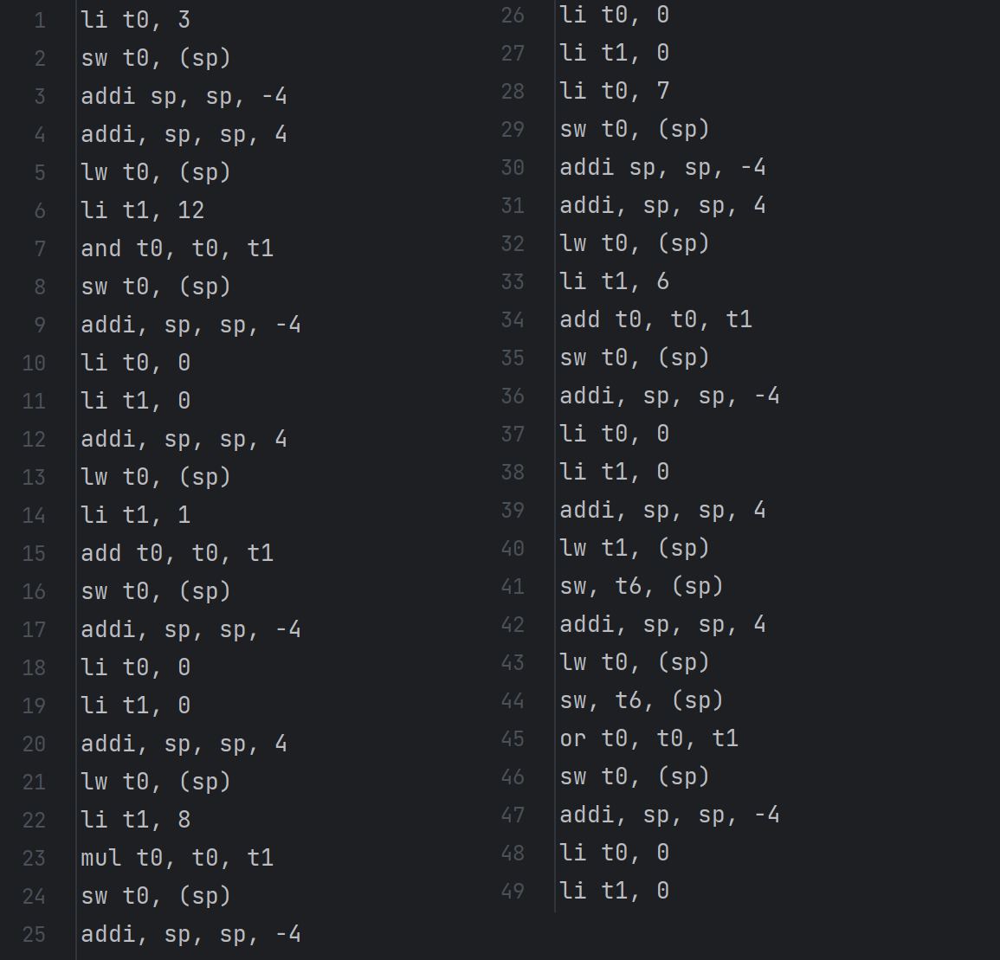 1 li t0, 3
2 sw t0, (sp)
3 addi sp, sp, -4
4 addi, sp, sp, 4
5 lw t0, (sp)
6 li t1, 12
7 and t0, t0, t1
8 sw t0, (sp)
9 addi, sp, sp, -4
10 li t0, 0
11 li t1, 0
12 addi, sp, sp, 4
13 lw t0, (sp)
14 li t1, 1
15 add t0, t0, t1
16 sw t0, (sp)
17 addi, sp, sp, -4
18 li t0, 0
19 li t1, 0
20 addi, sp, sp, 4
21 lw t0, (sp)
22 li t1, 8
23 mul t0, t0, t1
24 sw t0, (sp)
25 addi, sp, sp, -4
26 li t0, 0
27 li t1, 0
28 li t0, 7
29 sw t0, (sp)
30 addi sp, sp, -4
31 addi, sp, sp, 4
32 lw t0, (sp)
33 li t1, 6
34 add t0, t0, t1
35 sw t0, (sp)
36 addi, sp, sp, -4
37 li t0, 0
38 li t1, 0
39 addi, sp, sp, 4
40 lw t1, (sp)
41 sw, t6, (sp)
42 addi, sp, sp, 4
43 lw t0, (sp)
44 sw, t6, (sp)
45 or t0, t0, t1
46 sw t0, (sp)
47 addi, sp, sp, -4
48 li t0, 0
49 li t1, 0